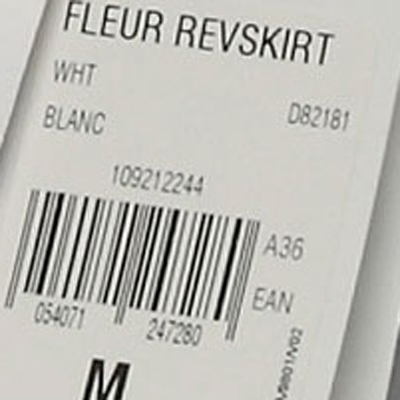 FLEUR REVSKIRT
WHT
D82181
BLANC
109212244
A36
EAN
054071 247280
M